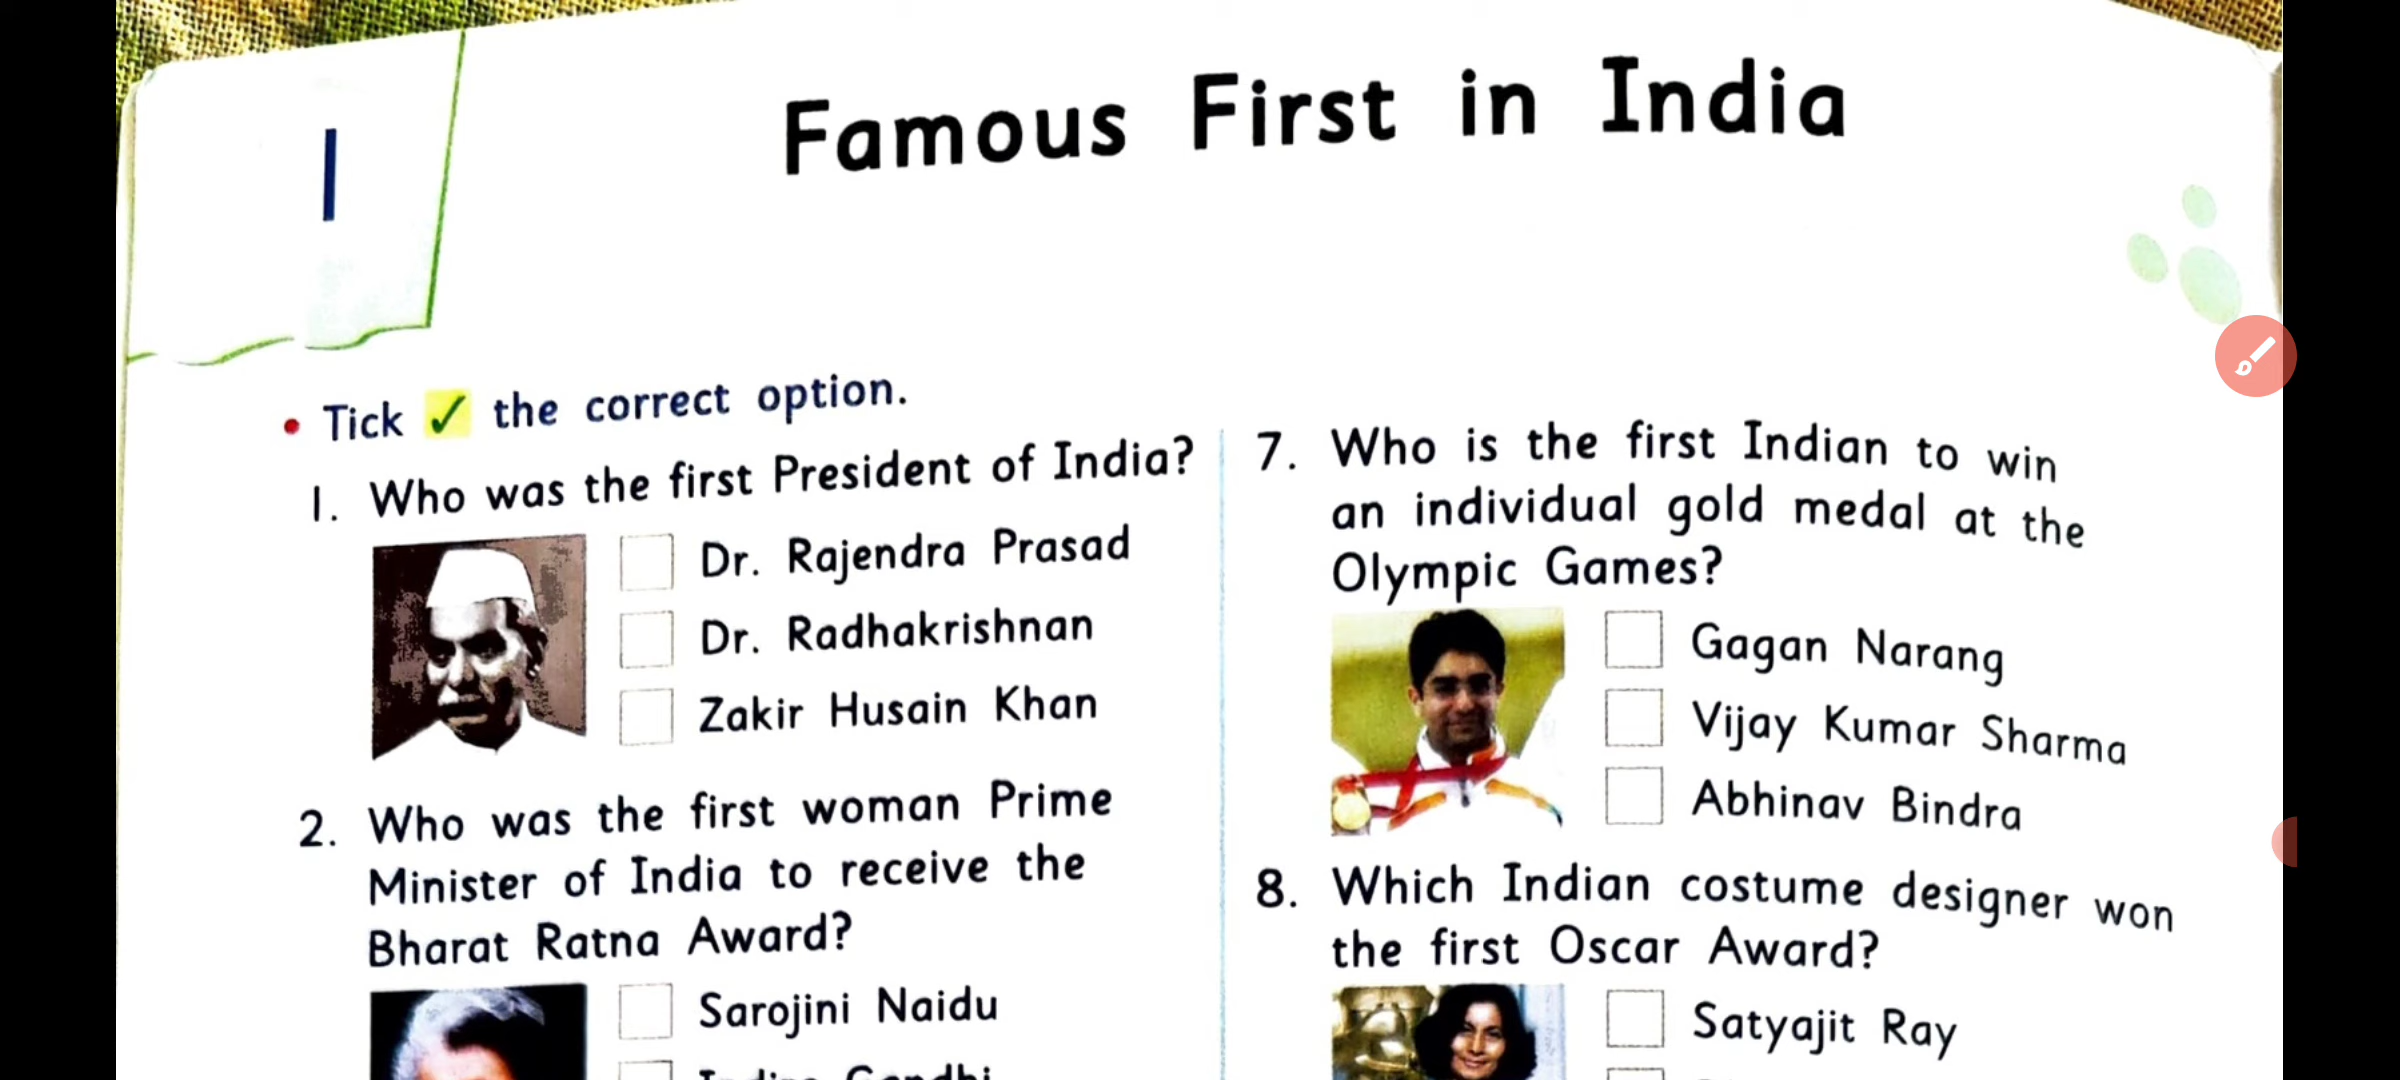 1
Famous First in India
• Tick ✓ the correct option.
1. Who was the first President of India?
Dr. Rajendra Prasad
Dr. Radhakrishnan
Zakir Husain Khan
2. Who was the first woman Prime
Minister of India to receive the
Bharat Ratna Award?
Sarojini Naidu
Indira Gandhi
7. Who is the first Indian to win
an individual gold medal at the
Olympic Games?
Gagan Narang
Vijay Kumar Sharma
Abhinav Bindra
8. Which Indian costume designer won
the first Oscar Award?
Satyajit Ray